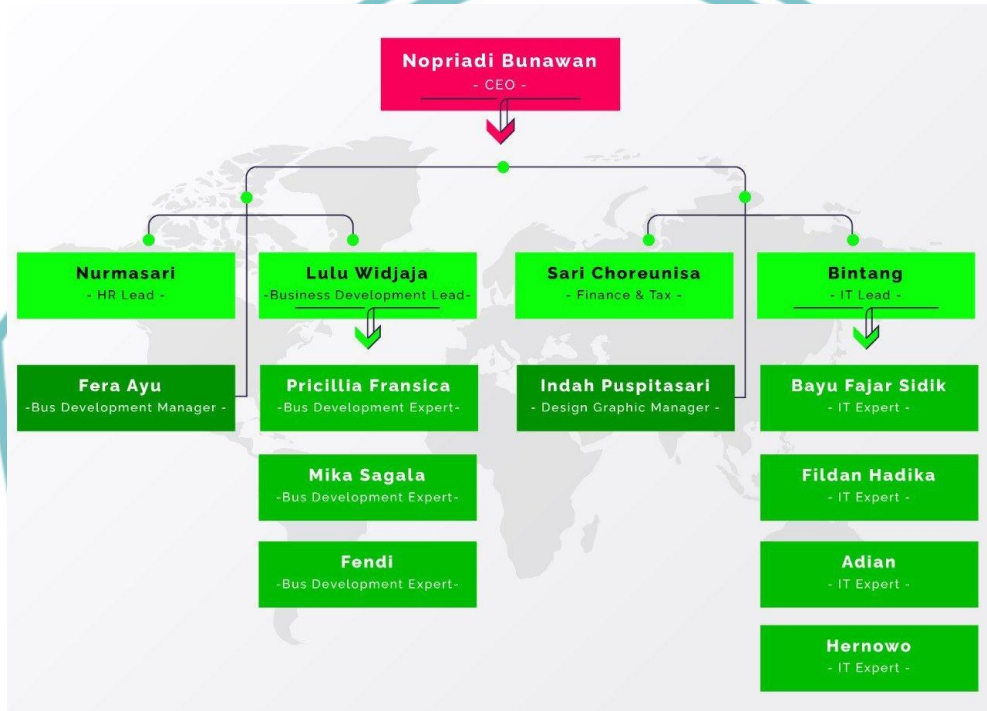 Nopriadi Bunawan
- CEO -
Nurmasari
- HR Lead -
Lulu Widjaja
-Business Development Lead-
Sari Choreunisa
- Finance & Tax -
Bintang
- IT Lead -
Fera Ayu
-Bus Development Manager -
Pricillia Fransica
-Bus Development Expert-
Indah Puspitasari
- Design Graphic Manager -
Bayu Fajar Sidik
- IT Expert -
Mika Sagala
-Bus Development Expert-
Fildan Hadika
- IT Expert -
Fendi
-Bus Development Expert-
Adian
- IT Expert -
Hernowo
- IT Expert -